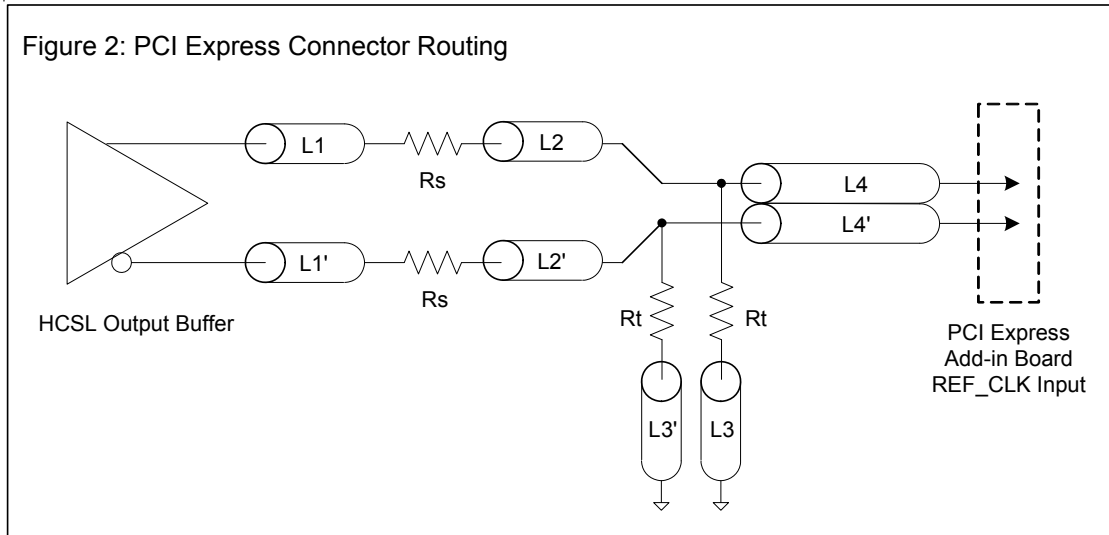 Figure 2: PCI Express Connector Routing
L1
Rs
L2
L4
L4'
L1'
Rs
L2'
HCSL Output Buffer
Rt
Rt
L3'
L3
PCI Express
Add-in Board
REF_CLK Input